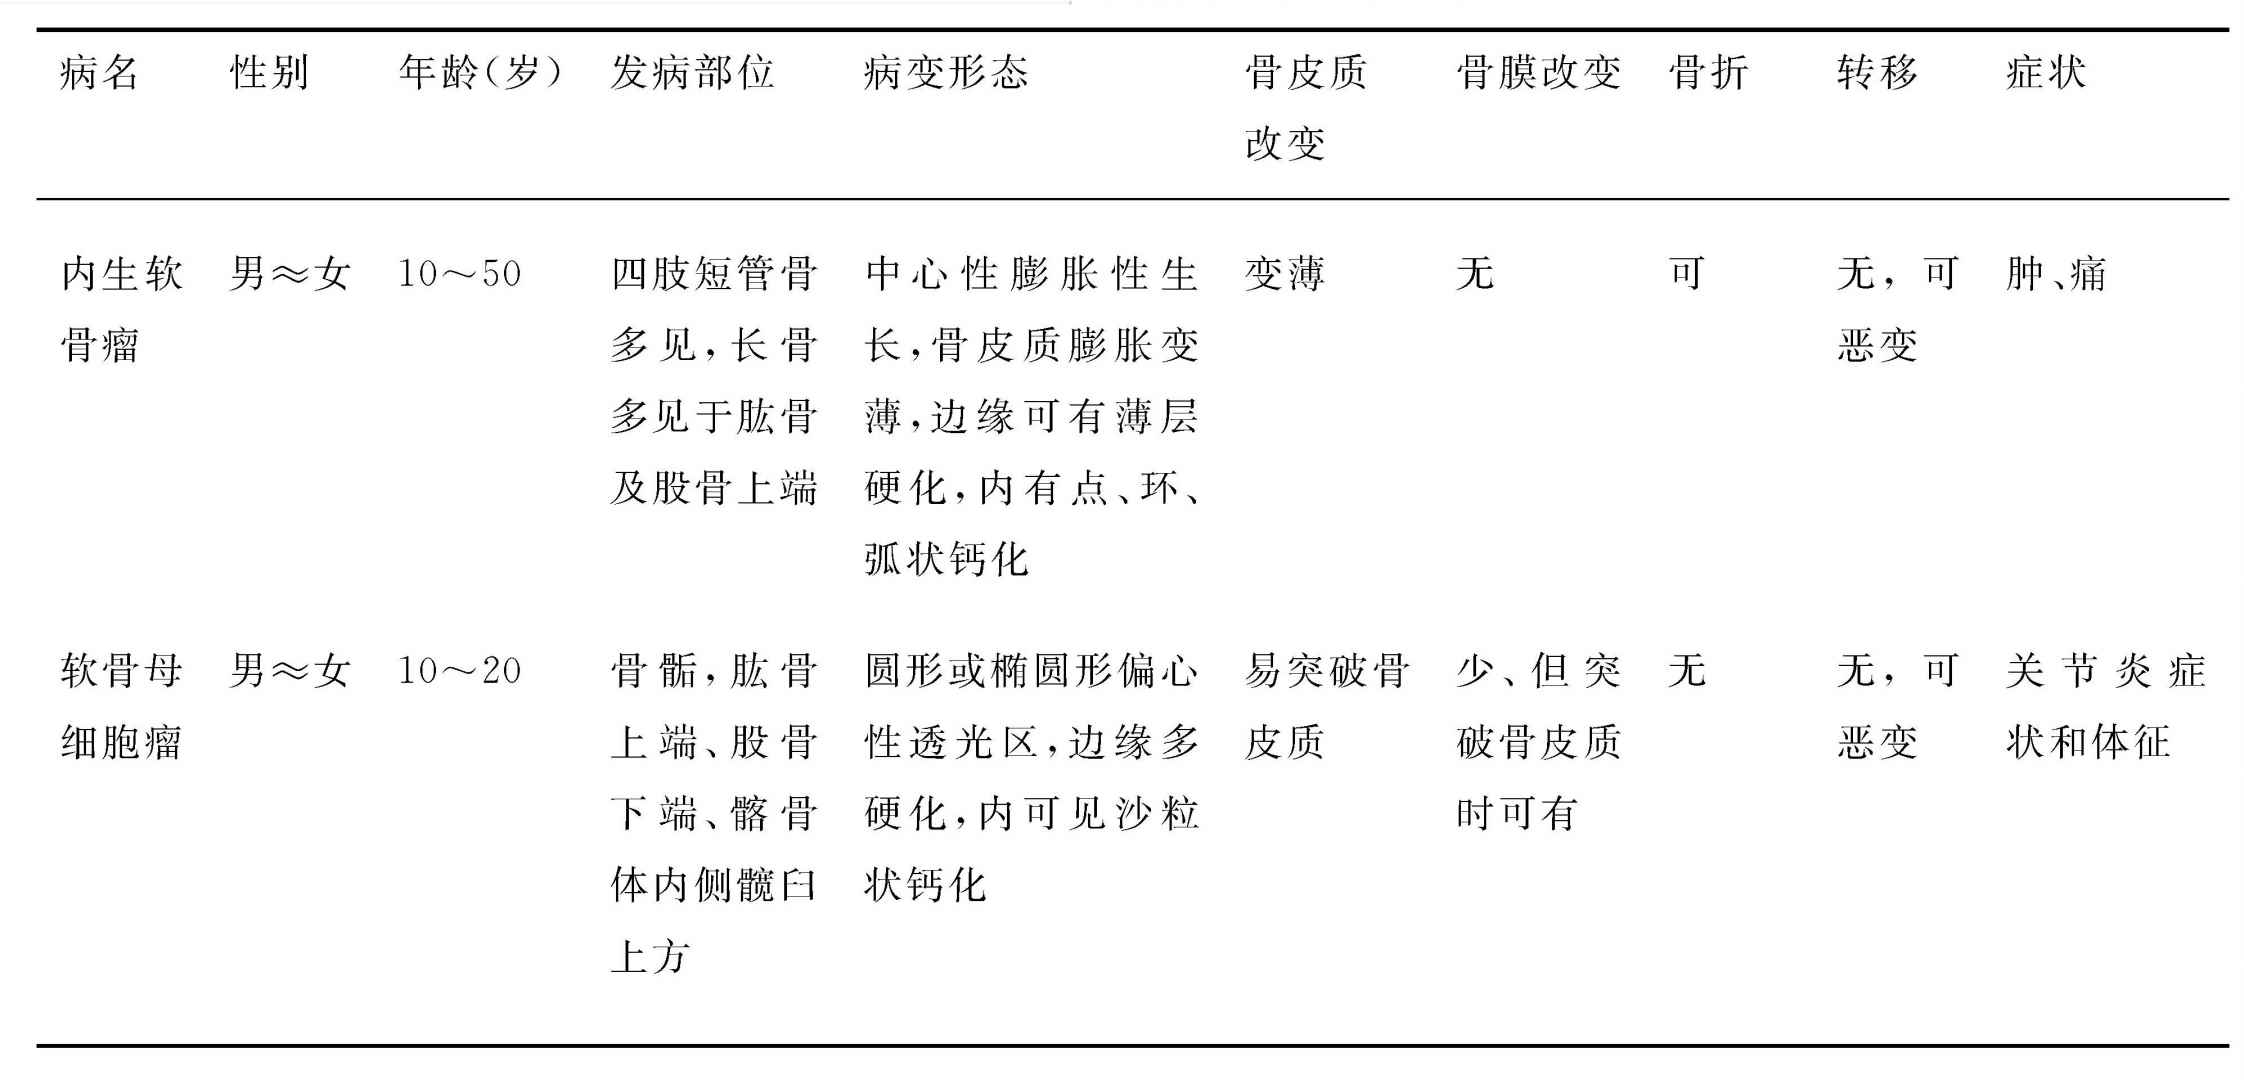 病名 性别 年龄(岁) 发病部位 病变形态 骨皮质 骨膜改变 骨折 转移 症状
改变
内生软 男≈女 10～50 四肢短管骨 中心性膨胀性生 变薄 无 可 无，可 肿、痛
骨瘤 多见，长骨 长，骨皮质膨胀变 恶变
多见于肱骨 薄，边缘可有薄层
及股骨上端 硬化，内有点、环、
弧状钙化
软骨母 男≈女 10～20 骨骺，肱骨 圆形或椭圆形偏心 易突破骨 少、但突 无 无，可 关节炎症
细胞瘤 上端、股骨 性透光区，边缘多 皮质 破骨皮质 恶变 状和体征
下端、髂骨 硬化，内可见沙粒 时可有
体内侧髋臼 状钙化
上方